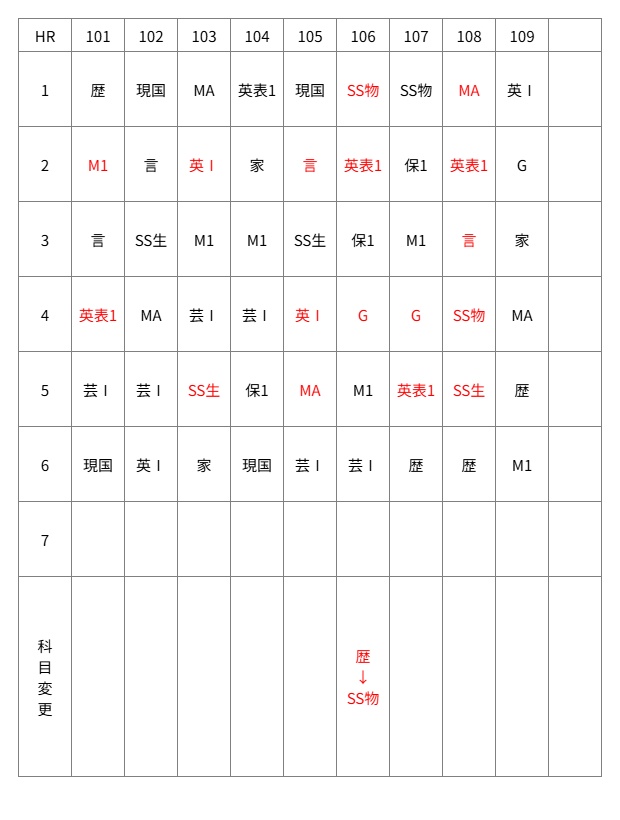 HR 101 102 103 104 105 106 107 108 109
1 歴 現国 MA 英表1 現国 SS物 SS物 MA 英Ⅰ
2 M1 言 英Ⅰ 家 言 英表1 保1 英表1 G
3 言 SS生 M1 M1 SS生 保1 M1 言 家
4 英表1 MA 芸Ⅰ 芸Ⅰ 英Ⅰ G G SS物 MA
5 芸Ⅰ 芸Ⅰ SS生 保1 MA M1 英表1 SS生 歴
6 現国 英Ⅰ 家 現国 芸Ⅰ 芸Ⅰ 歴 歴 M1
7
科目変更
歴
↓
SS物